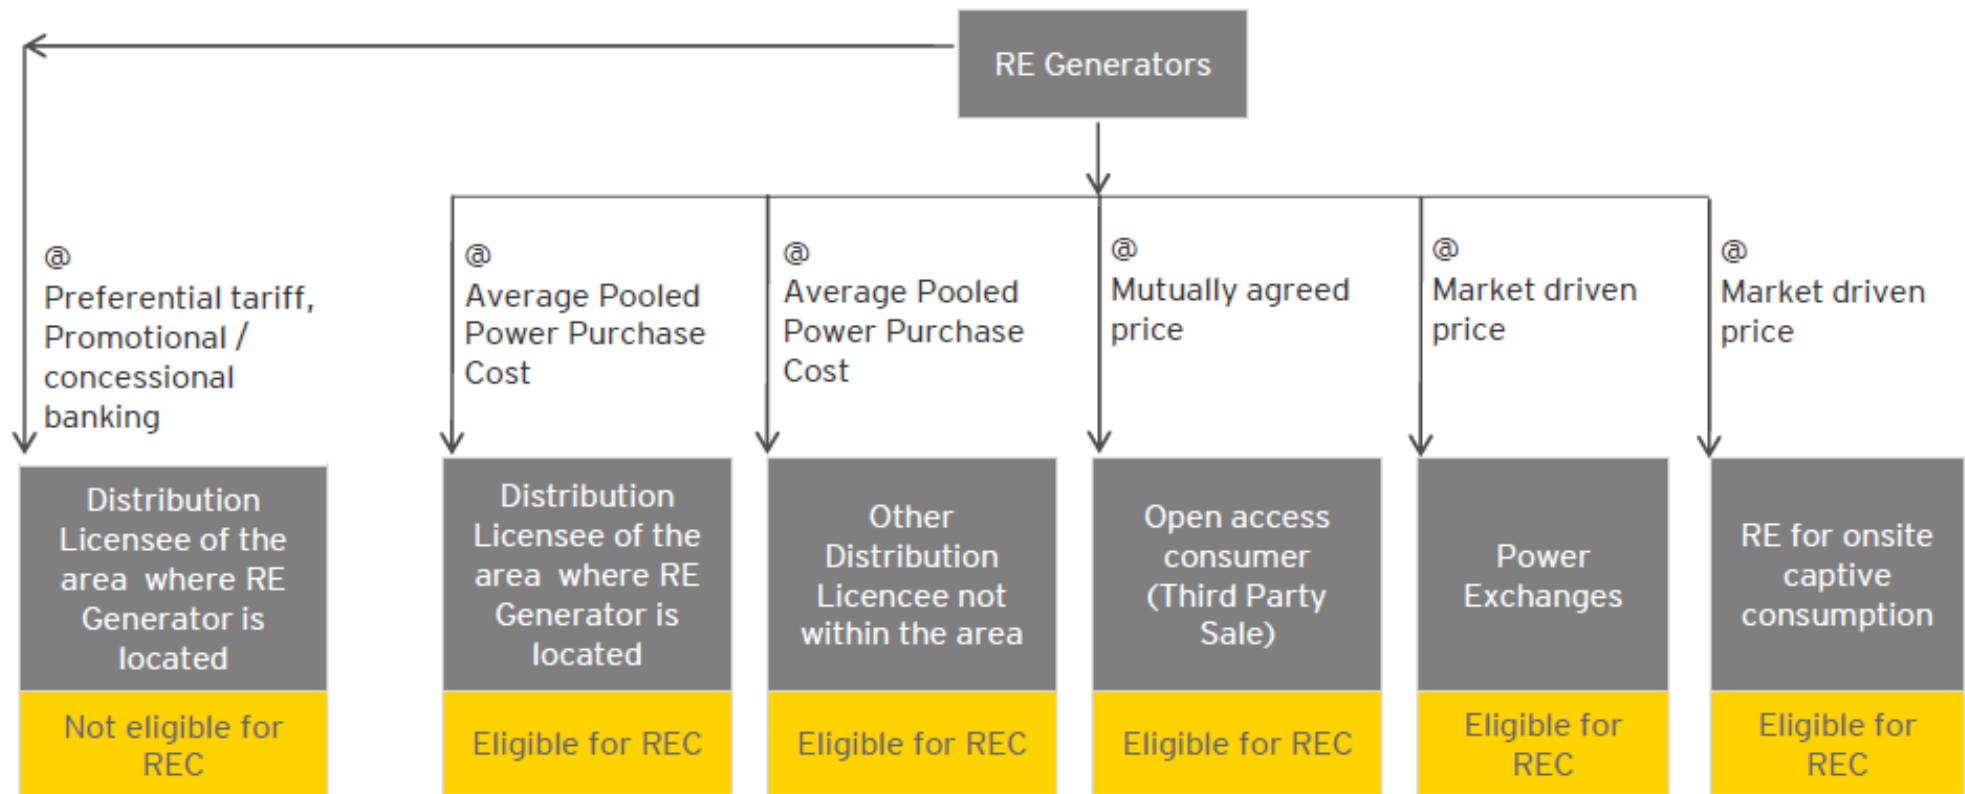 RE Generators
@
Preferential tariff,
Promotional /
concessional
banking
@
Average Pooled
Power Purchase
Cost
@
Average Pooled
Power Purchase
Cost
@
Mutually agreed
price
@
Market driven
price
@
Market driven
price
Distribution
Licensee of the
area where RE
Generator is
located
Not eligible for
REC
Distribution
Licensee of the
area where RE
Generator is
located
Eligible for REC
Other
Distribution
Licencee not
within the area
Eligible for REC
Open access
consumer
(Third Party
Sale)
Eligible for REC
Power
Exchanges
Eligible for
REC
RE for onsite
captive
consumption
Eligible for
REC